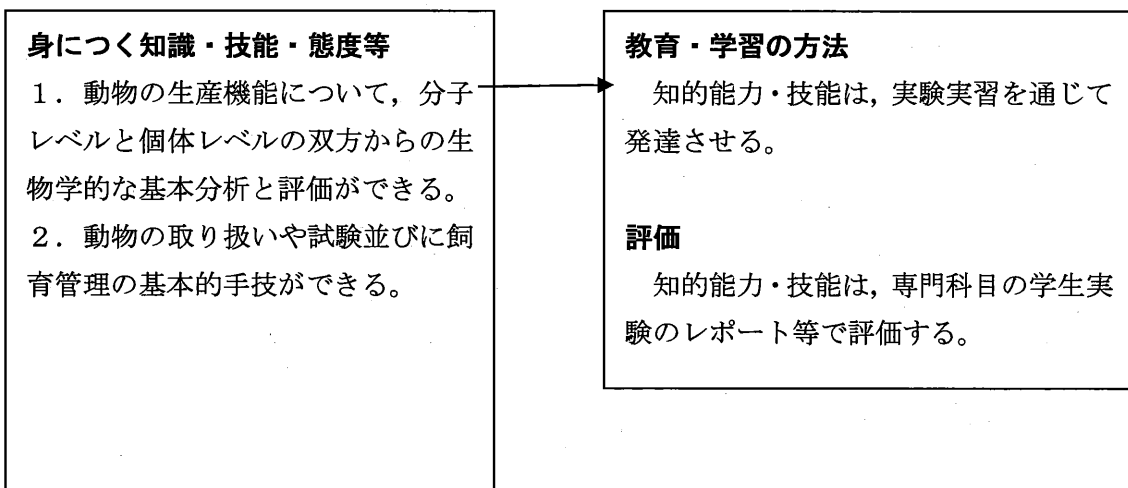 身につく知識・技能・態度等
１．動物の生産機能について，分子
レベルと個体レベルの双方からの生
物学的な基本分析と評価ができる。
２．動物の取り扱いや試験並びに飼
育管理の基本的手技ができる。
教育・学習の方法
知的能力・技能は，実験実習を通じて
発達させる。
評価
知的能力・技能は，専門科目の学生実
験のレポート等で評価する。